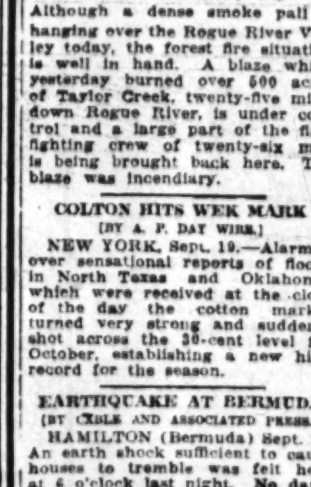 Although a dense smoke pall
hanging over the Rogue River V
ley today, the forest fire situati
is well in hand. A blaze whi
yesterday burned over 500 ac
of Taylor Creek, twenty-five mi
down Rogue River, is under co
trol and a large part of the fi
fighting crew of twenty-six m
is being brought back here. T
blaze was incendiary.
COLTON HITS WEK MARK
[BY A. P. DAY WIRE]
NEW YORK, Sept. 19.—Alarm
over sensational reports of floo
in North Texas and Oklahom
which were received at the clo
of the day the cotton mark
turned very strong and sudden
shot across the 30-cent level
October, establishing a new hi
record for the season.
EARTHQUAKE AT BERMUD
[BY CABLE AND ASSOCIATED PRESS
HAMILTON (Bermuda) Sept.
An earth shock sufficient to cau
houses to tremble was felt he
at 6 o'clock last night. No da